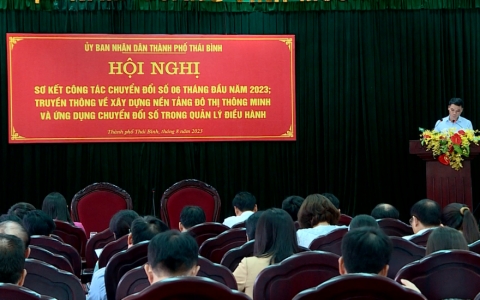 ỦY BAN NHÂN DÂN THÀNH PHỐ THÁI BÌNH
HỘI NGHỊ
SƠ KẾT CÔNG TÁC CHUYỂN ĐỔI SỐ 06 THÁNG ĐẦU NĂM 2023;
TRUYỀN THÔNG VỀ XÂY DỰNG NỀN TẢNG ĐÔ THỊ THÔNG MINH
VÀ ỨNG DỤNG CHUYỂN ĐỔI SỐ TRONG QUẢN LÝ ĐIỀU HÀNH
Thành phố Thái Bình, tháng 8 năm 2023